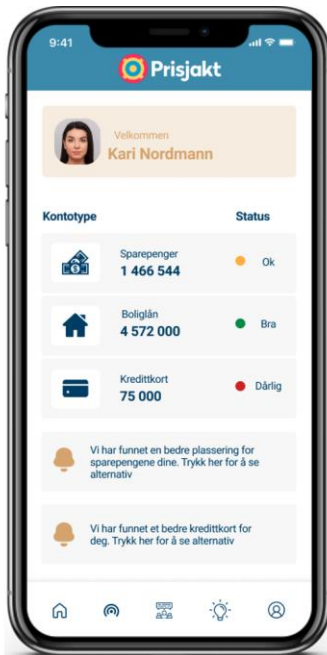 9:41
Prisjakt
Velkommen
Kari Nordmann
Kontotype Status
Sparepenger
1 466 544
Ok
Boliglån
4 572 000
Bra
Kredittkort
75 000
Dårlig
Vi har funnet en bedre plassering for
sparepengene dine. Trykk her for å se
alternativ
Vi har funnet et bedre kredittkort for
deg. Trykk her for å se alternativ